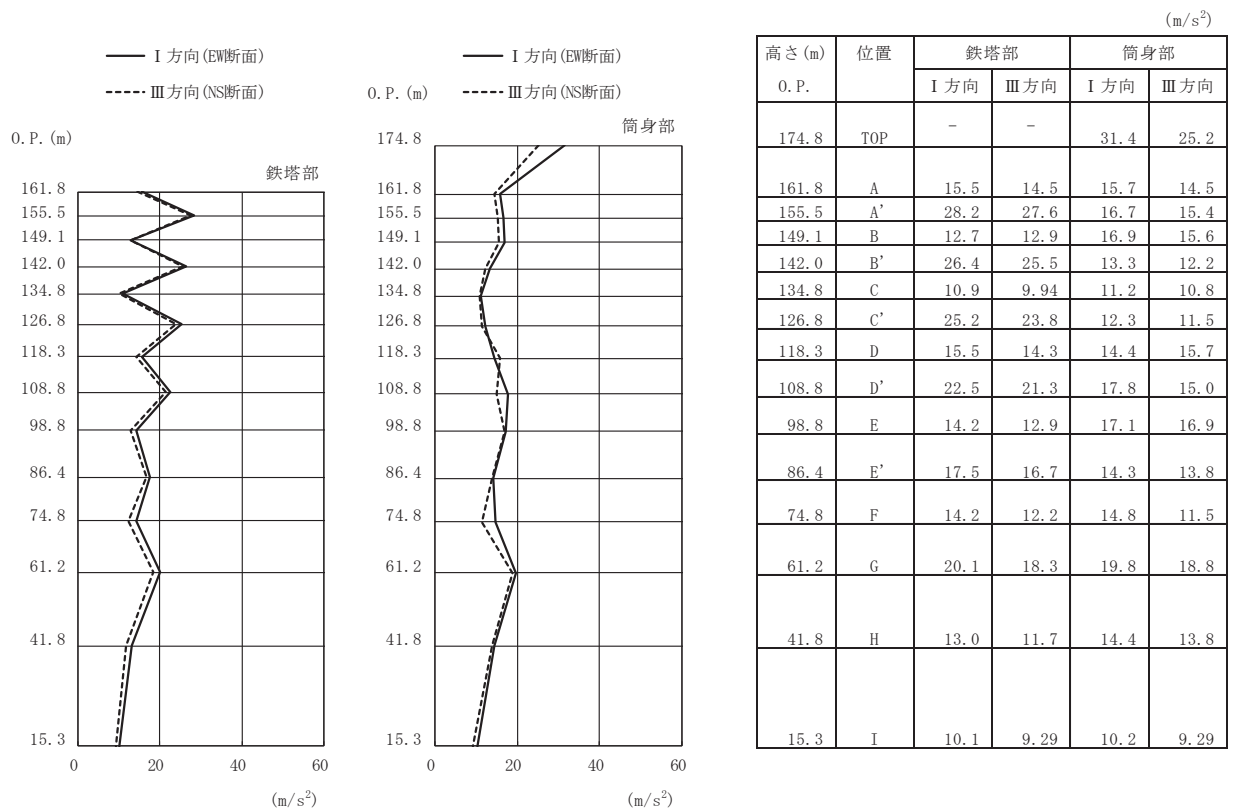 I 方向(EW断面)
Ⅲ方向(NS断面)
O.P.(m)
鉄塔部
161.8
155.5
149.1
142.0
134.8
126.8
118.3
108.8
98.8
86.4
74.8
61.2
41.8
15.3
0 20 40 60
(m/s²)
I 方向(EW断面)
O.P.(m) Ⅲ方向(NS断面)
筒身部
174.8
161.8
155.5
149.1
142.0
134.8
126.8
118.3
108.8
98.8
86.4
74.8
61.2
41.8
15.3
0 20 40 60
(m/s²)
(m/s²)
高さ(m) 位置 鉄塔部 筒身部
O.P. I 方向 Ⅲ方向 I 方向 Ⅲ方向
174.8 TOP - - 31.4 25.2
161.8 A 15.5 14.5 15.7 14.5
155.5 A' 28.2 27.6 16.7 15.4
149.1 B 12.7 12.9 16.9 15.6
142.0 B' 26.4 25.5 13.3 12.2
134.8 C 10.9 9.94 11.2 10.8
126.8 C' 25.2 23.8 12.3 11.5
118.3 D 15.5 14.3 14.4 15.7
108.8 D' 22.5 21.3 17.8 15.0
98.8 E 14.2 12.9 17.1 16.9
86.4 E' 17.5 16.7 14.3 13.8
74.8 F 14.2 12.2 14.8 11.5
61.2 G 20.1 18.3 19.8 18.8
41.8 H 13.0 11.7 14.4 13.8
15.3 I 10.1 9.29 10.2 9.29